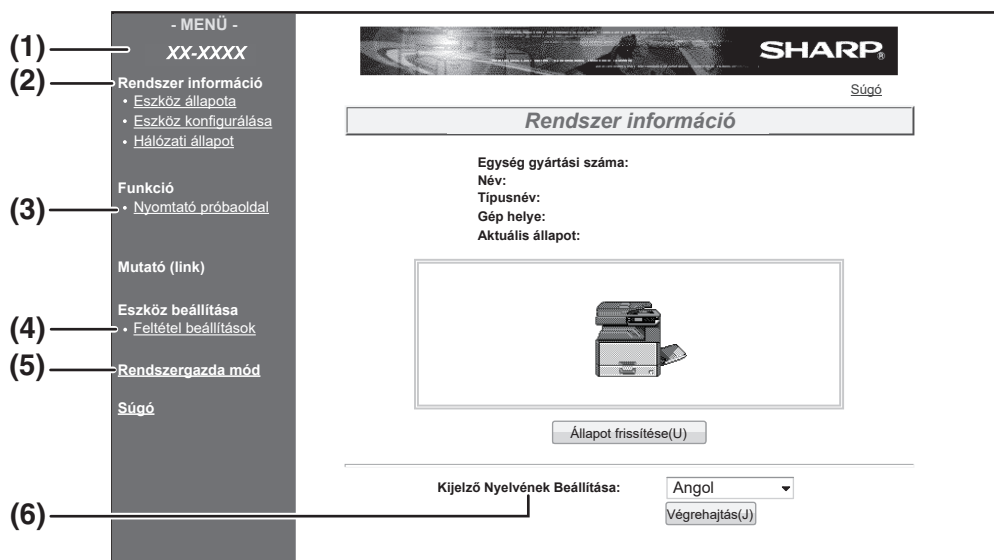 - MENÜ -
(1) XX-XXXX
(2) Rendszer információ
• Eszköz állapota
• Eszköz konfigurálása
• Hálózati állapot
Funkció
(3) • Nyomtató próbaoldal
Mutató (link)
Eszköz beállítása
(4) • Feltétel beállítások
(5) Rendszergazda mód
Súgó
SHARP®
Súgó
Rendszer információ
Egység gyártási száma:
Név:
Típusnév:
Gép helye:
Aktuális állapot:
Állapot frissítése(U)
(6) Kijelző Nyelvének Beállítása: Angol
Végrehajtás(J)